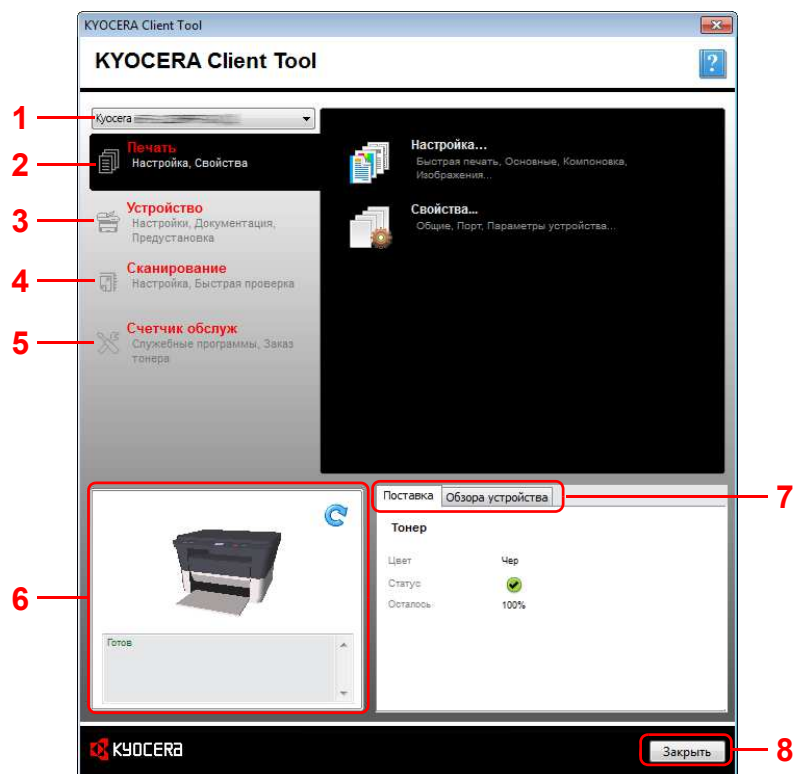 KYOCERA Client Tool
KYOCERA Client Tool
?
1
Kyocera
2
Печать
Настройка, Свойства
Настройка...
Быстрая печать, Основные, Компоновка,
Изображения...
3
Устройство
Настройки, Документация,
Предустановка
Свойства...
Общие, Порт, Параметры устройства...
4
Сканирование
Настройка, Быстрая проверка
5
Счетчик обслуж
Служебные программы, Заказ
тонера
6
Готов
Поставка
Обзора устройства
7
Тонер
Цвет Чер
Статус
Осталось 100%
KYOCERA
Закрыть
8